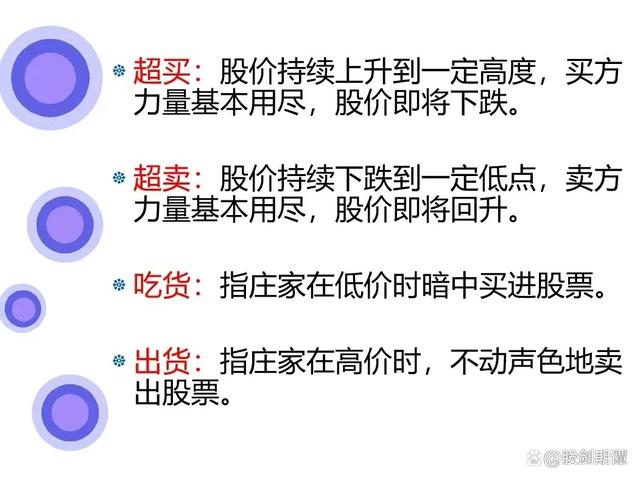 超买：股价持续上升到一定高度，买方
力量基本用尽，股价即将下跌。
超卖：股价持续下跌到一定低点，卖方
力量基本用尽，股价即将回升。
吃货：指庄家在低价时暗中买进股票。
出货：指庄家在高价时，不动声色地卖
出股票。
@股剑期谭